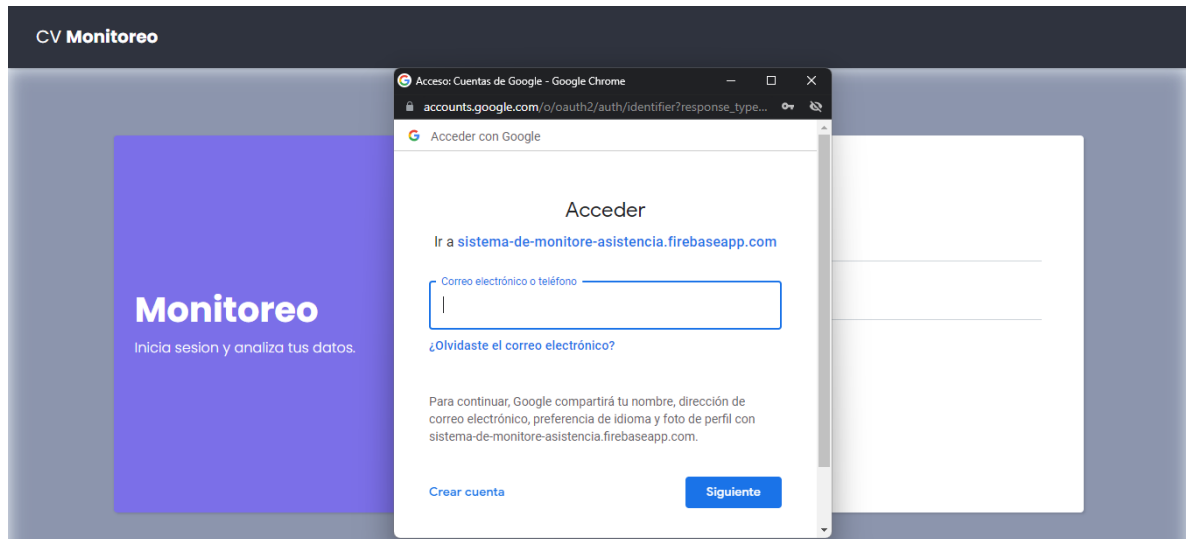 CV Monitoreo
Acceso: Cuentas de Google - Google Chrome
accounts.google.com/o/oauth2/auth/identifier?response_type...
Acceder con Google
Acceder
Ir a sistema-de-monitore-asistencia.firebaseapp.com
Correo electrónico o teléfono
¿Olvidaste el correo electrónico?
Para continuar, Google compartirá tu nombre, dirección de
correo electrónico, preferencia de idioma y foto de perfil con
sistema-de-monitore-asistencia.firebaseapp.com.
Crear cuenta
Siguiente
Monitoreo
Inicia sesion y analiza tus datos.